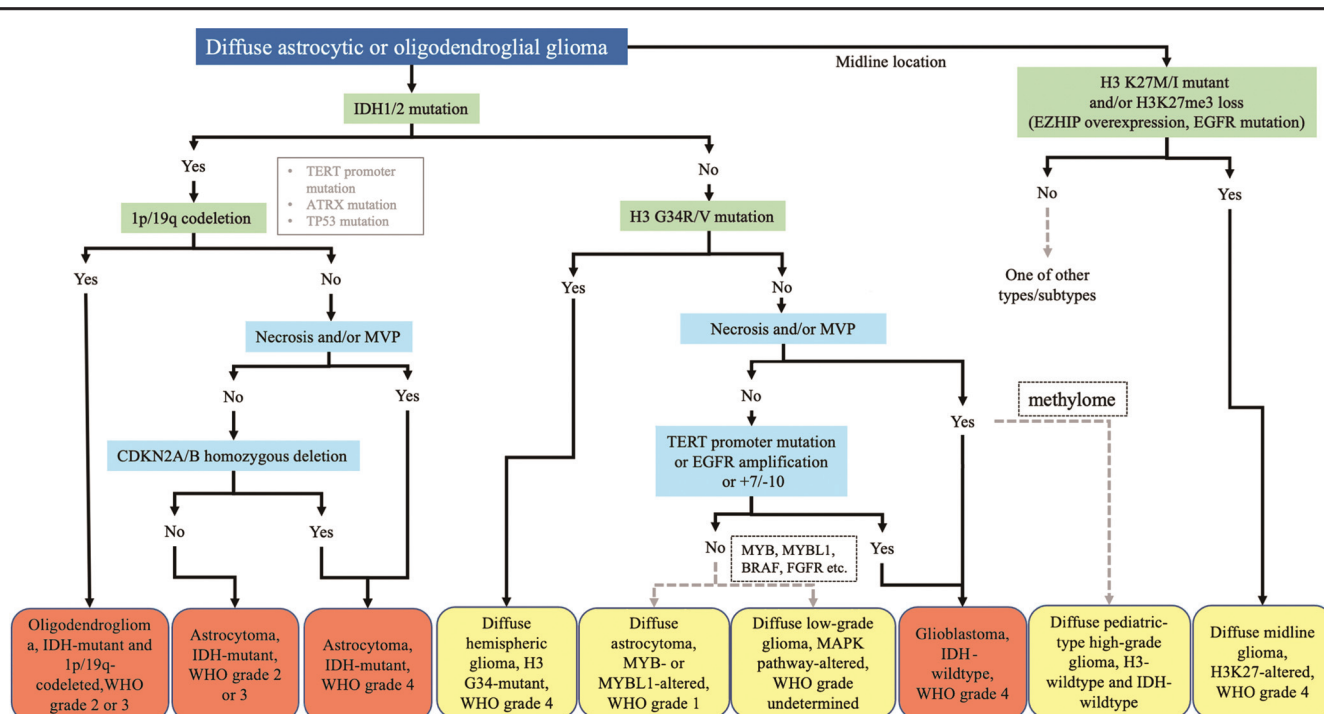 Diffuse astrocytic or oligodendroglial glioma
Midline location
H3 K27M/I mutant
and/or H3K27me3 loss
(EZHIP overexpression, EGFR mutation)
IDH1/2 mutation
Yes
• TERT promoter
mutation
• ATRX mutation
• TP53 mutation
No
No
Yes
1p/19q codeletion
H3 G34R/V mutation
Yes
No
Yes
No
One of other
types/subtypes
Necrosis and/or MVP
Necrosis and/or MVP
No
Yes
No
Yes
methylome
CDKN2A/B homozygous deletion
TERT promoter mutation
or EGFR amplification
or +7/-10
No
Yes
No
MYB, MYBL1,
BRAF, FGFR etc.
Yes
Oligodendrogliom
a, IDH-mutant and
1p/19q-
codeleted,WHO
grade 2 or 3
Astrocytoma,
IDH-mutant,
WHO grade 2
or 3
Astrocytoma,
IDH-mutant,
WHO grade 4
Diffuse
hemispheric
glioma, H3
G34-mutant,
WHO grade 4
Diffuse
astrocytoma,
MYB- or
MYBL1-altered,
WHO grade 1
Diffuse low-grade
glioma, MAPK
pathway-altered,
WHO grade
undetermined
Glioblastoma,
IDH-
wildtype,
WHO grade 4
Diffuse pediatric-
type high-grade
glioma, H3-
wildtype and IDH-
wildtype
Diffuse midline
glioma,
H3K27-altered,
WHO grade 4